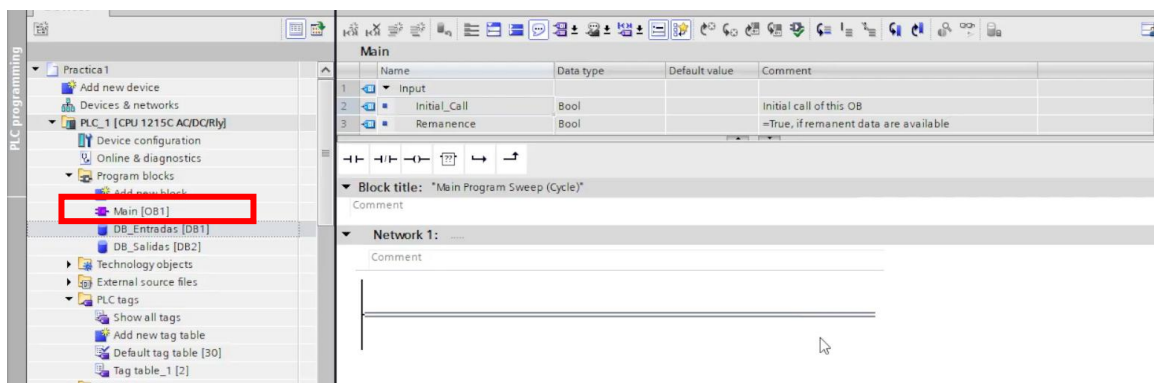 PLC programming
Practica1
Add new device
Devices & networks
PLC_1 [CPU 1215C AC/DC/Rly]
Device configuration
Online & diagnostics
Program blocks
Add new block
Main [OB1]
DB_Entradas [DB1]
DB_Salidas [DB2]
Technology objects
External source files
PLC tags
Show all tags
Add new tag table
Default tag table [30]
Tag table_1 [2]
Main
Name Data type Default value Comment
1 Input
2 Initial_Call Bool Initial call of this OB
3 Remanence Bool =True, if remanent data are available
??
Block title: "Main Program Sweep (Cycle)"
Comment
Network 1: ....
Comment